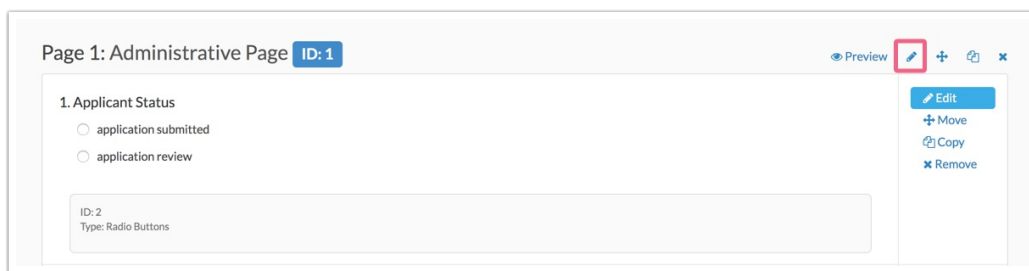 Page 1: Administrative Page ID: 1
Preview
1. Applicant Status
application submitted
application review
ID: 2
Type: Radio Buttons
Edit
Move
Copy
Remove